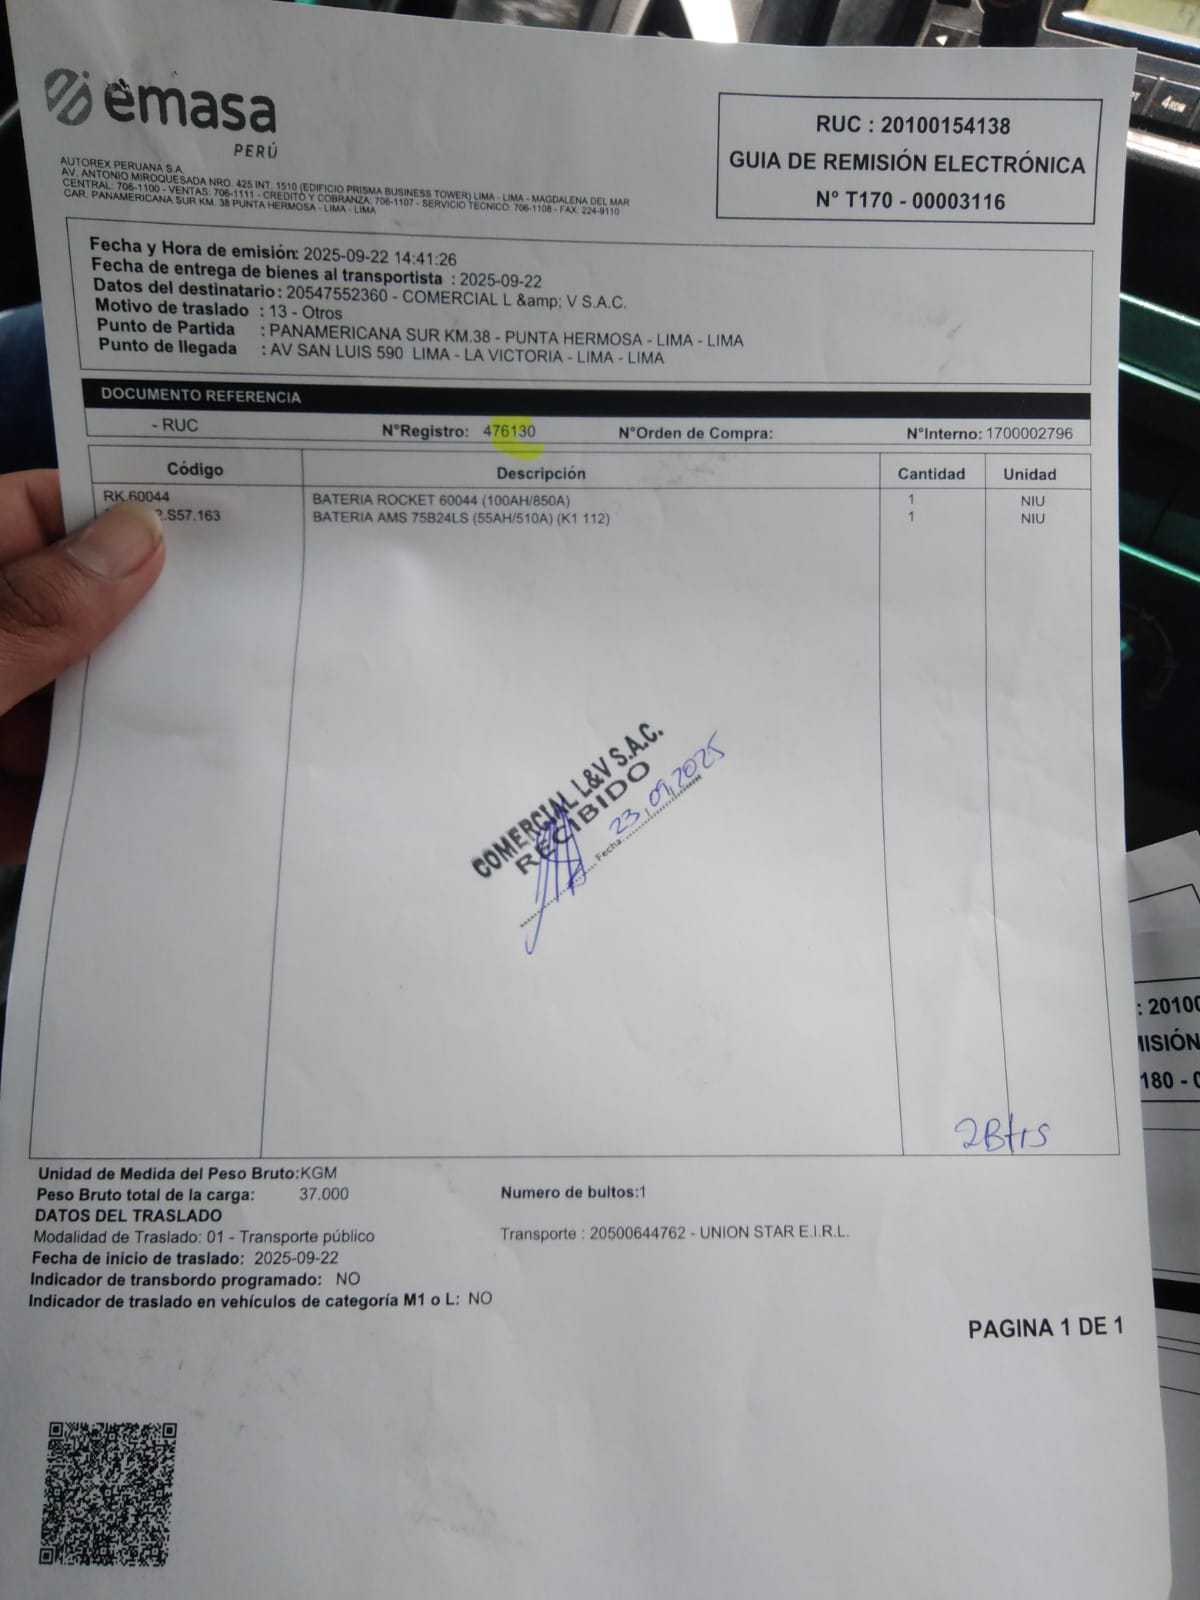 emasa
PERÚ
AUTOREX PERUANA S.A.
AV. ANTONIO MIROQUESADA NRO. 425 INT. 1510 (EDIFICIO PRISMA BUSINESS TOWER) LIMA - LIMA - MAGDALENA DEL MAR
CENTRAL: 706-1100 - VENTAS: 706-1111 - CREDITO Y COBRANZA: 706-1107 - SERVICIO TECNICO: 706-1108 - FAX. 224-9110
CAR. PANAMERICANA SUR KM. 38 PUNTA HERMOSA - LIMA - LIMA
RUC : 20100154138
GUIA DE REMISIÓN ELECTRÓNICA
N° T170 - 00003116
Fecha y Hora de emisión: 2025-09-22 14:41:26
Fecha de entrega de bienes al transportista : 2025-09-22
Datos del destinatario: 20547552360 - COMERCIAL L &amp; V S.A.C.
Motivo de traslado : 13 - Otros
Punto de Partida : PANAMERICANA SUR KM.38 - PUNTA HERMOSA - LIMA - LIMA
Punto de llegada : AV SAN LUIS 590 LIMA - LA VICTORIA - LIMA - LIMA
DOCUMENTO REFERENCIA
- RUC N°Registro: 476130 N°Orden de Compra: N°Interno: 1700002796
Código Descripción Cantidad Unidad
RK.60044 BATERIA ROCKET 60044 (100AH/850A) 1 NIU
.S57.163 BATERIA AMS 75B24LS (55AH/510A) (K1 112) 1 NIU
COMERCIAL L&V S.A.C.
RECIBIDO
Fecha: 23,09,2025
2Btrs
Unidad de Medida del Peso Bruto:KGM
Peso Bruto total de la carga: 37.000 Numero de bultos:1
DATOS DEL TRASLADO
Modalidad de Traslado: 01 - Transporte público Transporte : 20500644762 - UNION STAR E.I.R.L.
Fecha de inicio de traslado: 2025-09-22
Indicador de transbordo programado: NO
Indicador de traslado en vehículos de categoría M1 o L: NO
PAGINA 1 DE 1
: 2010
MISIÓN
180 -